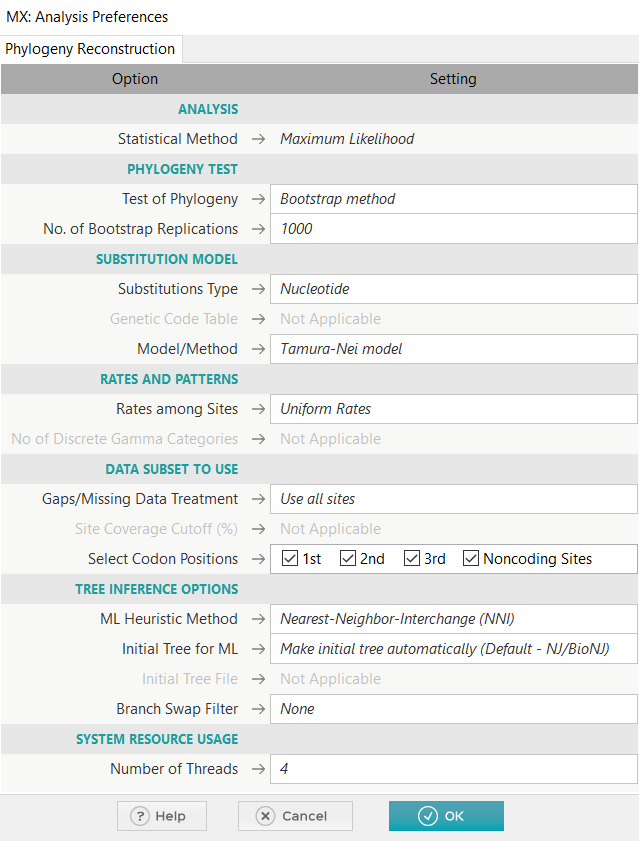 MX: Analysis Preferences
Phylogeny Reconstruction
Option Setting
ANALYSIS
Statistical Method → Maximum Likelihood
PHYLOGENY TEST
Test of Phylogeny → Bootstrap method
No. of Bootstrap Replications → 1000
SUBSTITUTION MODEL
Substitutions Type → Nucleotide
Genetic Code Table → Not Applicable
Model/Method → Tamura-Nei model
RATES AND PATTERNS
Rates among Sites → Uniform Rates
No of Discrete Gamma Categories → Not Applicable
DATA SUBSET TO USE
Gaps/Missing Data Treatment → Use all sites
Site Coverage Cutoff (%) → Not Applicable
Select Codon Positions → 1st 2nd 3rd Noncoding Sites
TREE INFERENCE OPTIONS
ML Heuristic Method → Nearest-Neighbor-Interchange (NNI)
Initial Tree for ML → Make initial tree automatically (Default - NJ/BioNJ)
Initial Tree File → Not Applicable
Branch Swap Filter → None
SYSTEM RESOURCE USAGE
Number of Threads → 4
? Help Cancel OK